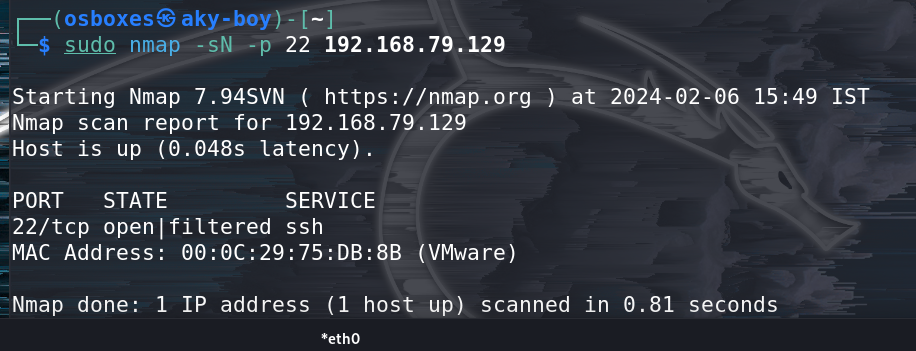 (osboxes㉿aky-boy)-[~]
$ sudo nmap -sN -p 22 192.168.79.129
Starting Nmap 7.94SVN ( https://nmap.org ) at 2024-02-06 15:49 IST
Nmap scan report for 192.168.79.129
Host is up (0.048s latency).
PORT   STATE         SERVICE
22/tcp open|filtered ssh
MAC Address: 00:0C:29:75:DB:8B (VMware)
Nmap done: 1 IP address (1 host up) scanned in 0.81 seconds
*eth0